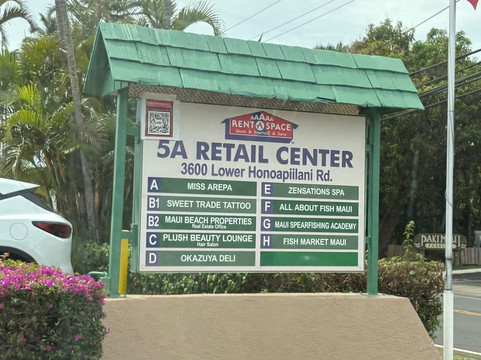 AAAAA
RENT A SPACE
5A RETAIL CENTER
3600 Lower Honoapiilani Rd.
A MISS AREPA
B1 SWEET TRADE TATTOO
B2 MAUI BEACH PROPERTIES
Real Estate Office
C PLUSH BEAUTY LOUNGE
Hair Salon
D OKAZUYA DELI
E ZENSATIONS SPA
F ALL ABOUT FISH MAUI
G MAUI SPEARFISHING ACADEMY
H FISH MARKET MAUI